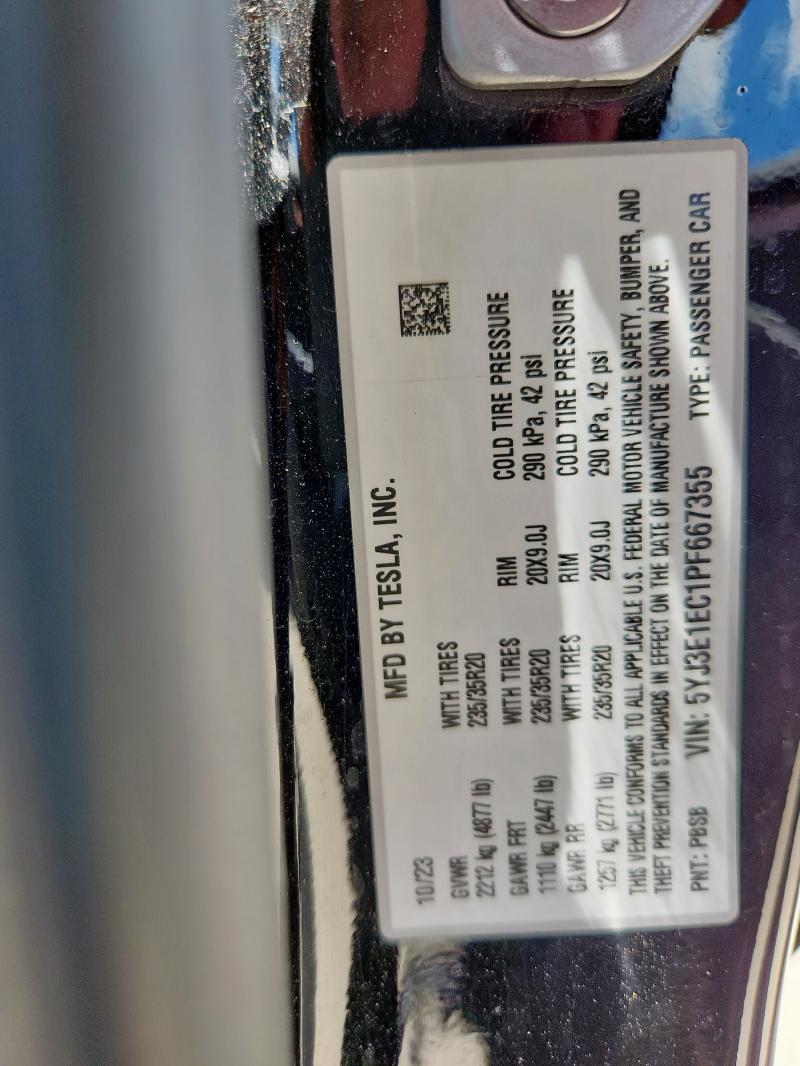 MFD BY TESLA, INC.
10/23
GVWR WITH TIRES
2212 kg (4877 lb) 235/35R20
GAWR FRT WITH TIRES RIM COLD TIRE PRESSURE
1110 kg (2447 lb) 235/35R20 20X9.0J 290 kPa, 42 psi
GAWR RR WITH TIRES RIM COLD TIRE PRESSURE
1257 kg (2771 lb) 235/35R20 20X9.0J 290 kPa, 42 psi
THIS VEHICLE CONFORMS TO ALL APPLICABLE U.S. FEDERAL MOTOR VEHICLE SAFETY, BUMPER, AND
THEFT PREVENTION STANDARDS IN EFFECT ON THE DATE OF MANUFACTURE SHOWN ABOVE.
PNT: PBSB VIN: 5YJ3E1EC1PF667355 TYPE: PASSENGER CAR